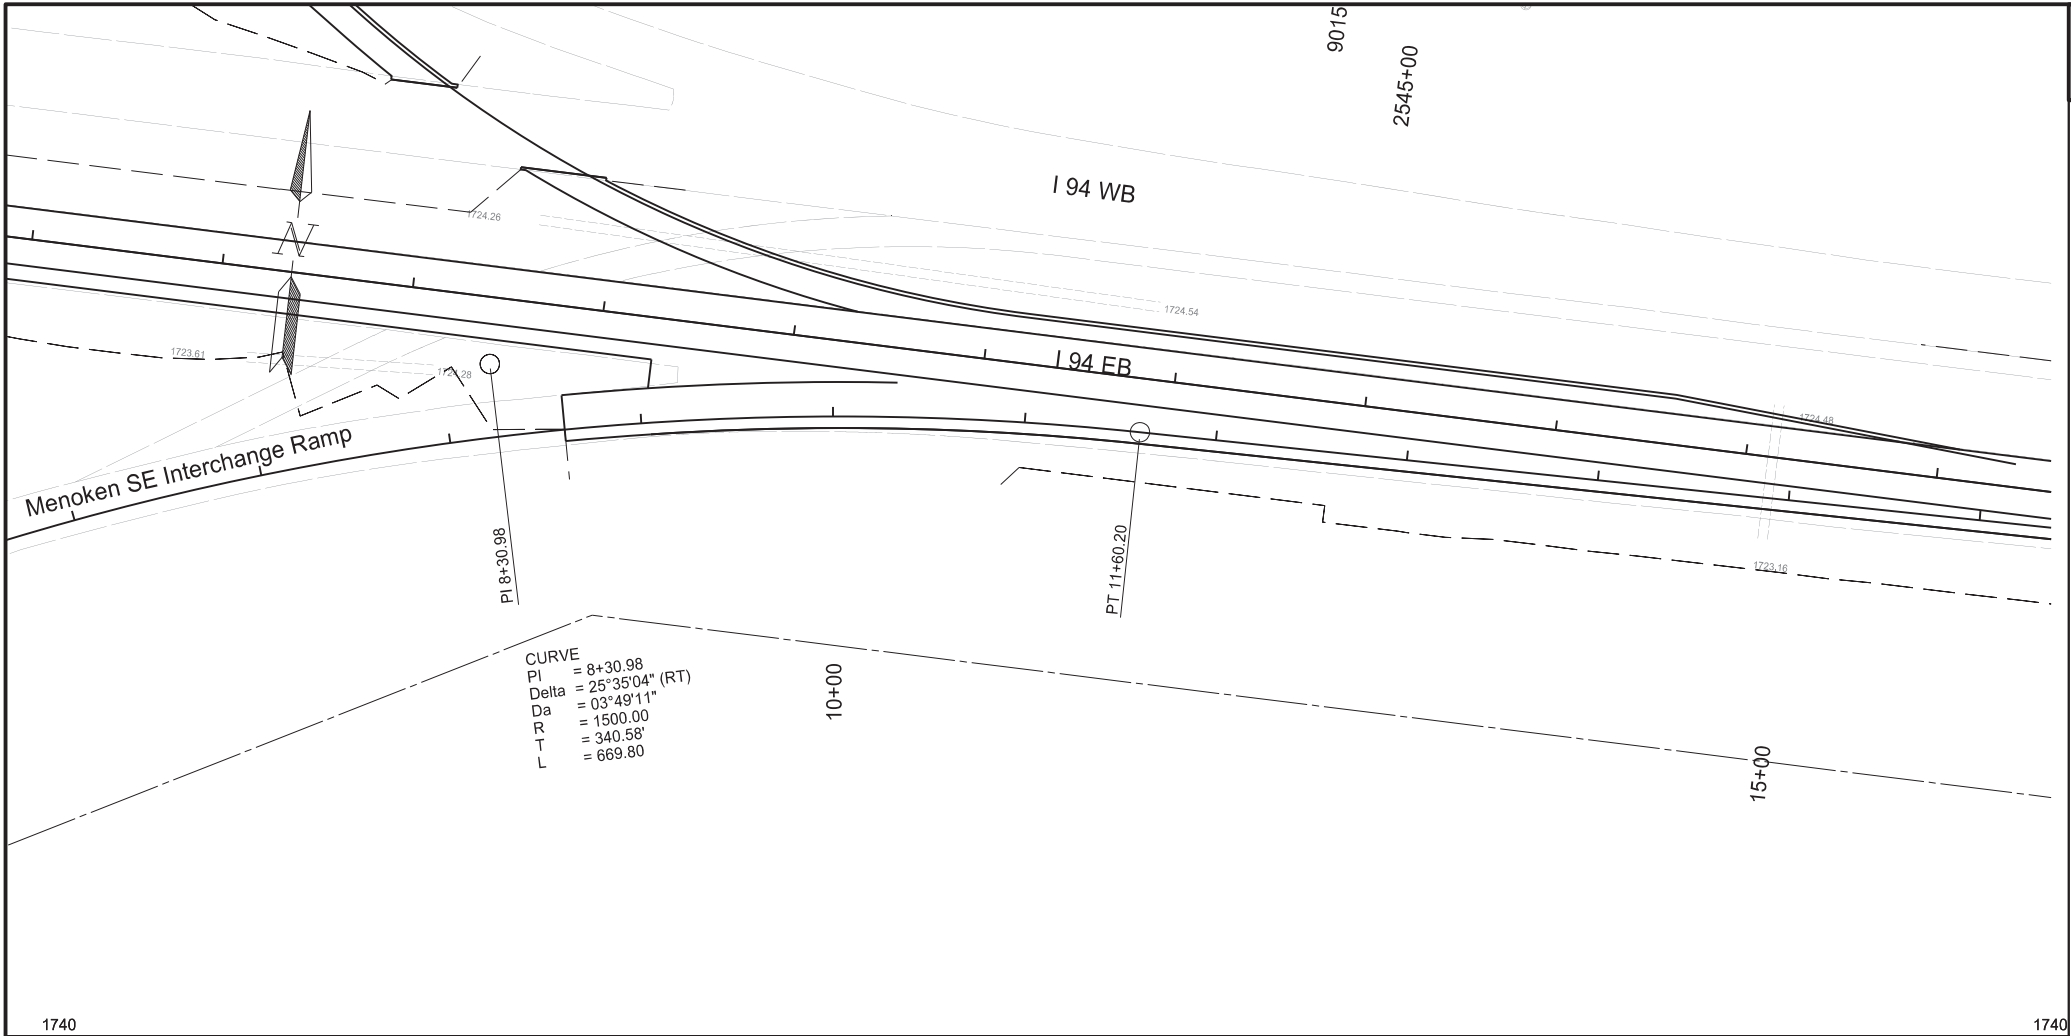 9015
2545+00
I 94 WB
1724.26
N
1724.54
1723.61
1724.28
I 94 EB
1724.48
Menoken SE Interchange Ramp
PI 8+30.98
PT 11+60.20
1723.16
CURVE
PI = 8+30.98
Delta = 25°35'04" (RT)
Da = 03°49'11"
R = 1500.00
T = 340.58'
L = 669.80
10+00
15+00
1740
1740